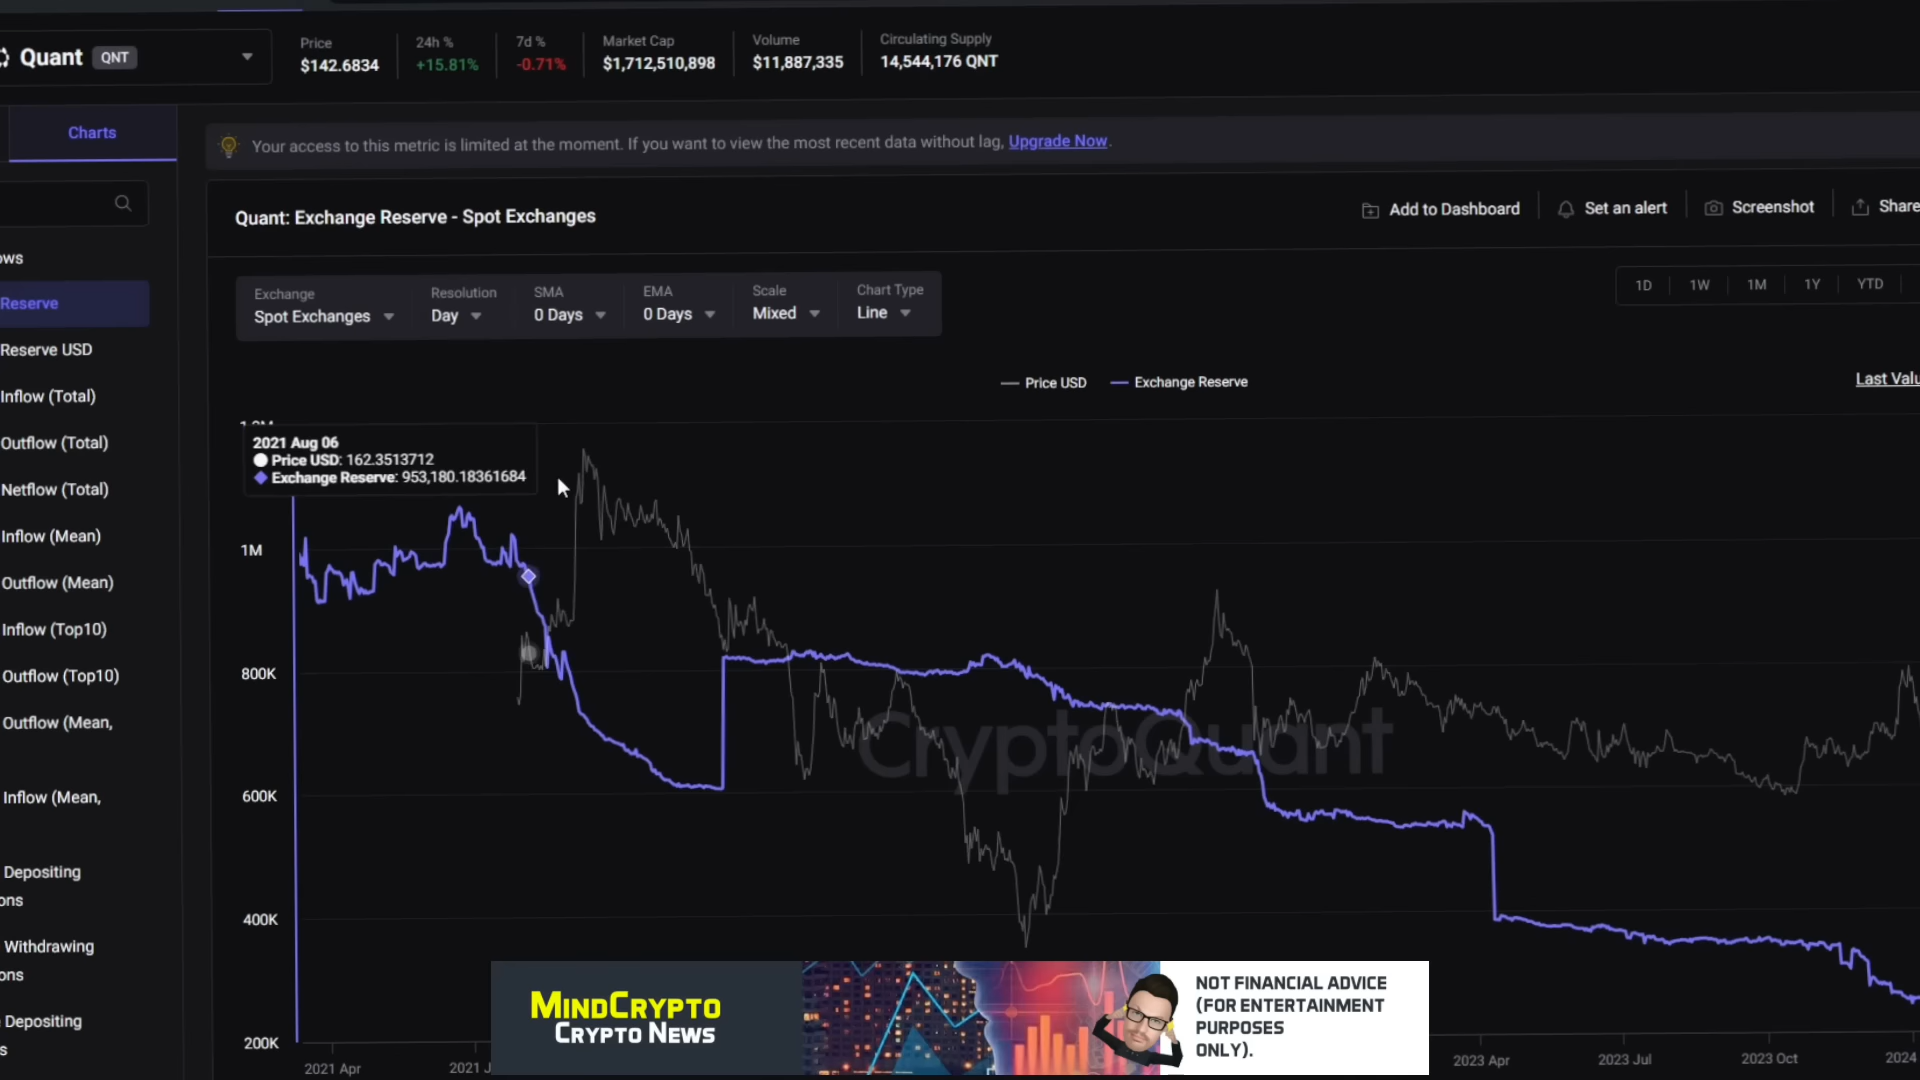 Quant QNT
Price
$142.6834
24h %
+15.81%
7d %
-0.71%
Market Cap
$1,712,510,898
Volume
$11,887,335
Circulating Supply
14,544,176 QNT
Charts
Your access to this metric is limited at the moment. If you want to view the most recent data without lag, Upgrade Now.
Quant: Exchange Reserve - Spot Exchanges
Add to Dashboard
Set an alert
Screenshot
Share
ows
Reserve
Reserve USD
Inflow (Total)
Outflow (Total)
Netflow (Total)
Inflow (Mean)
Outflow (Mean)
Inflow (Top10)
Outflow (Top10)
Outflow (Mean,
Inflow (Mean,
Depositing
ons
Withdrawing
ons
Depositing
s
Exchange
Spot Exchanges
Resolution
Day
SMA
0 Days
EMA
0 Days
Scale
Mixed
Chart Type
Line
1D 1W 1M 1Y YTD
Price USD Exchange Reserve
Last Valu
2021 Aug 06
Price USD: 162.3513712
Exchange Reserve: 953,180.18361684
1M
800K
600K
400K
200K
CryptoQuant
2021 Apr
2021 J
2023 Apr
2023 Jul
2023 Oct
2024
MINDCRYPTO
CRYPTO NEWS
NOT FINANCIAL ADVICE
(FOR ENTERTAINMENT
PURPOSES
ONLY).